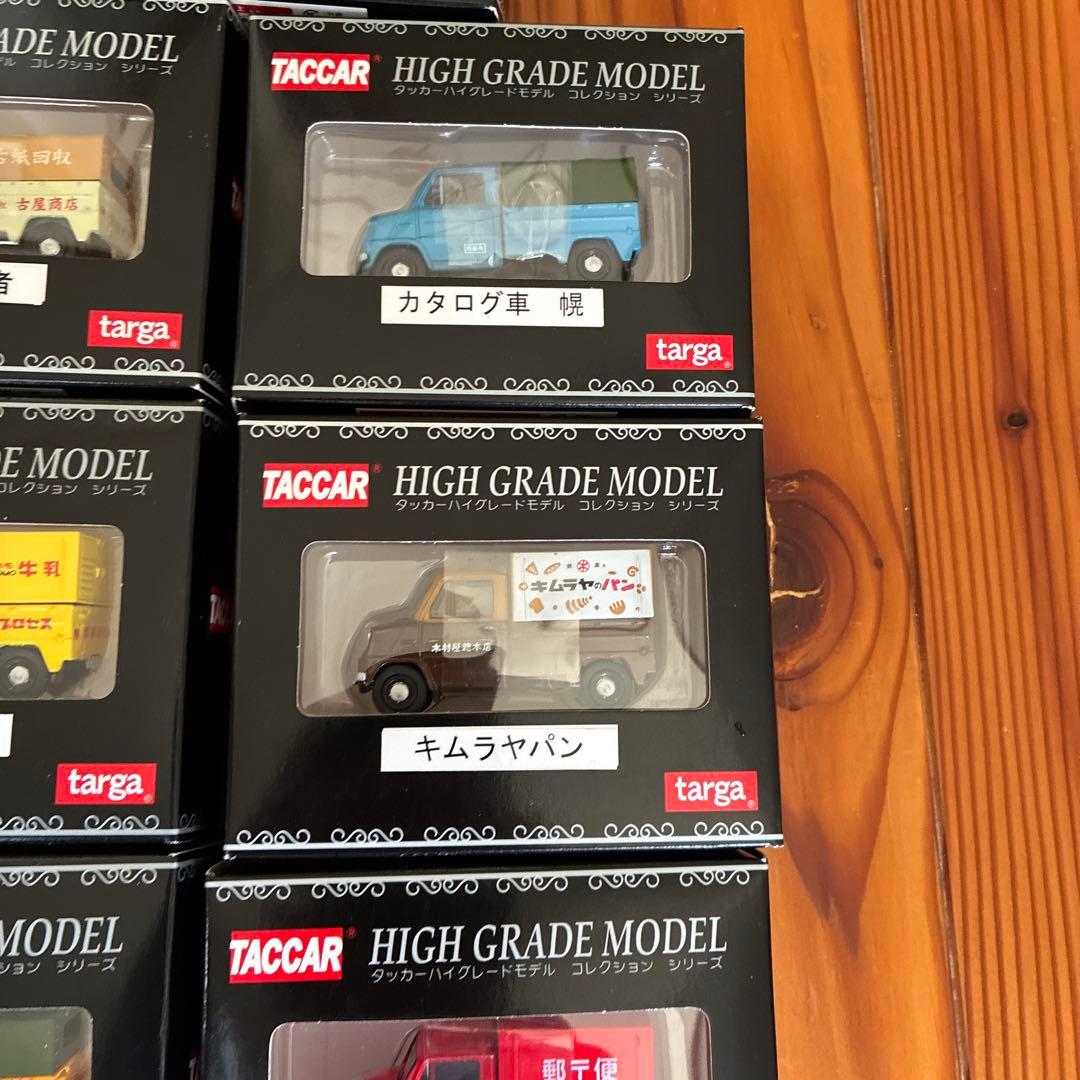 ADE MODEL
コレクション シリーズ
古紙回収
古屋商店
者
targa
TACCAR
HIGH GRADE MODEL
タッカーハイグレードモデル コレクション シリーズ
カタログ車 幌
targa
E MODEL
コレクション シリーズ
牛乳
プロセス
targa
TACCAR
HIGH GRADE MODEL
タッカーハイグレードモデル コレクション シリーズ
キムラヤのパン
木村屋總本店
キムラヤパン
targa
MODEL
ション シリーズ
TACCAR
HIGH GRADE MODEL
タッカーハイグレードモデル コレクション シリーズ
郵〒便